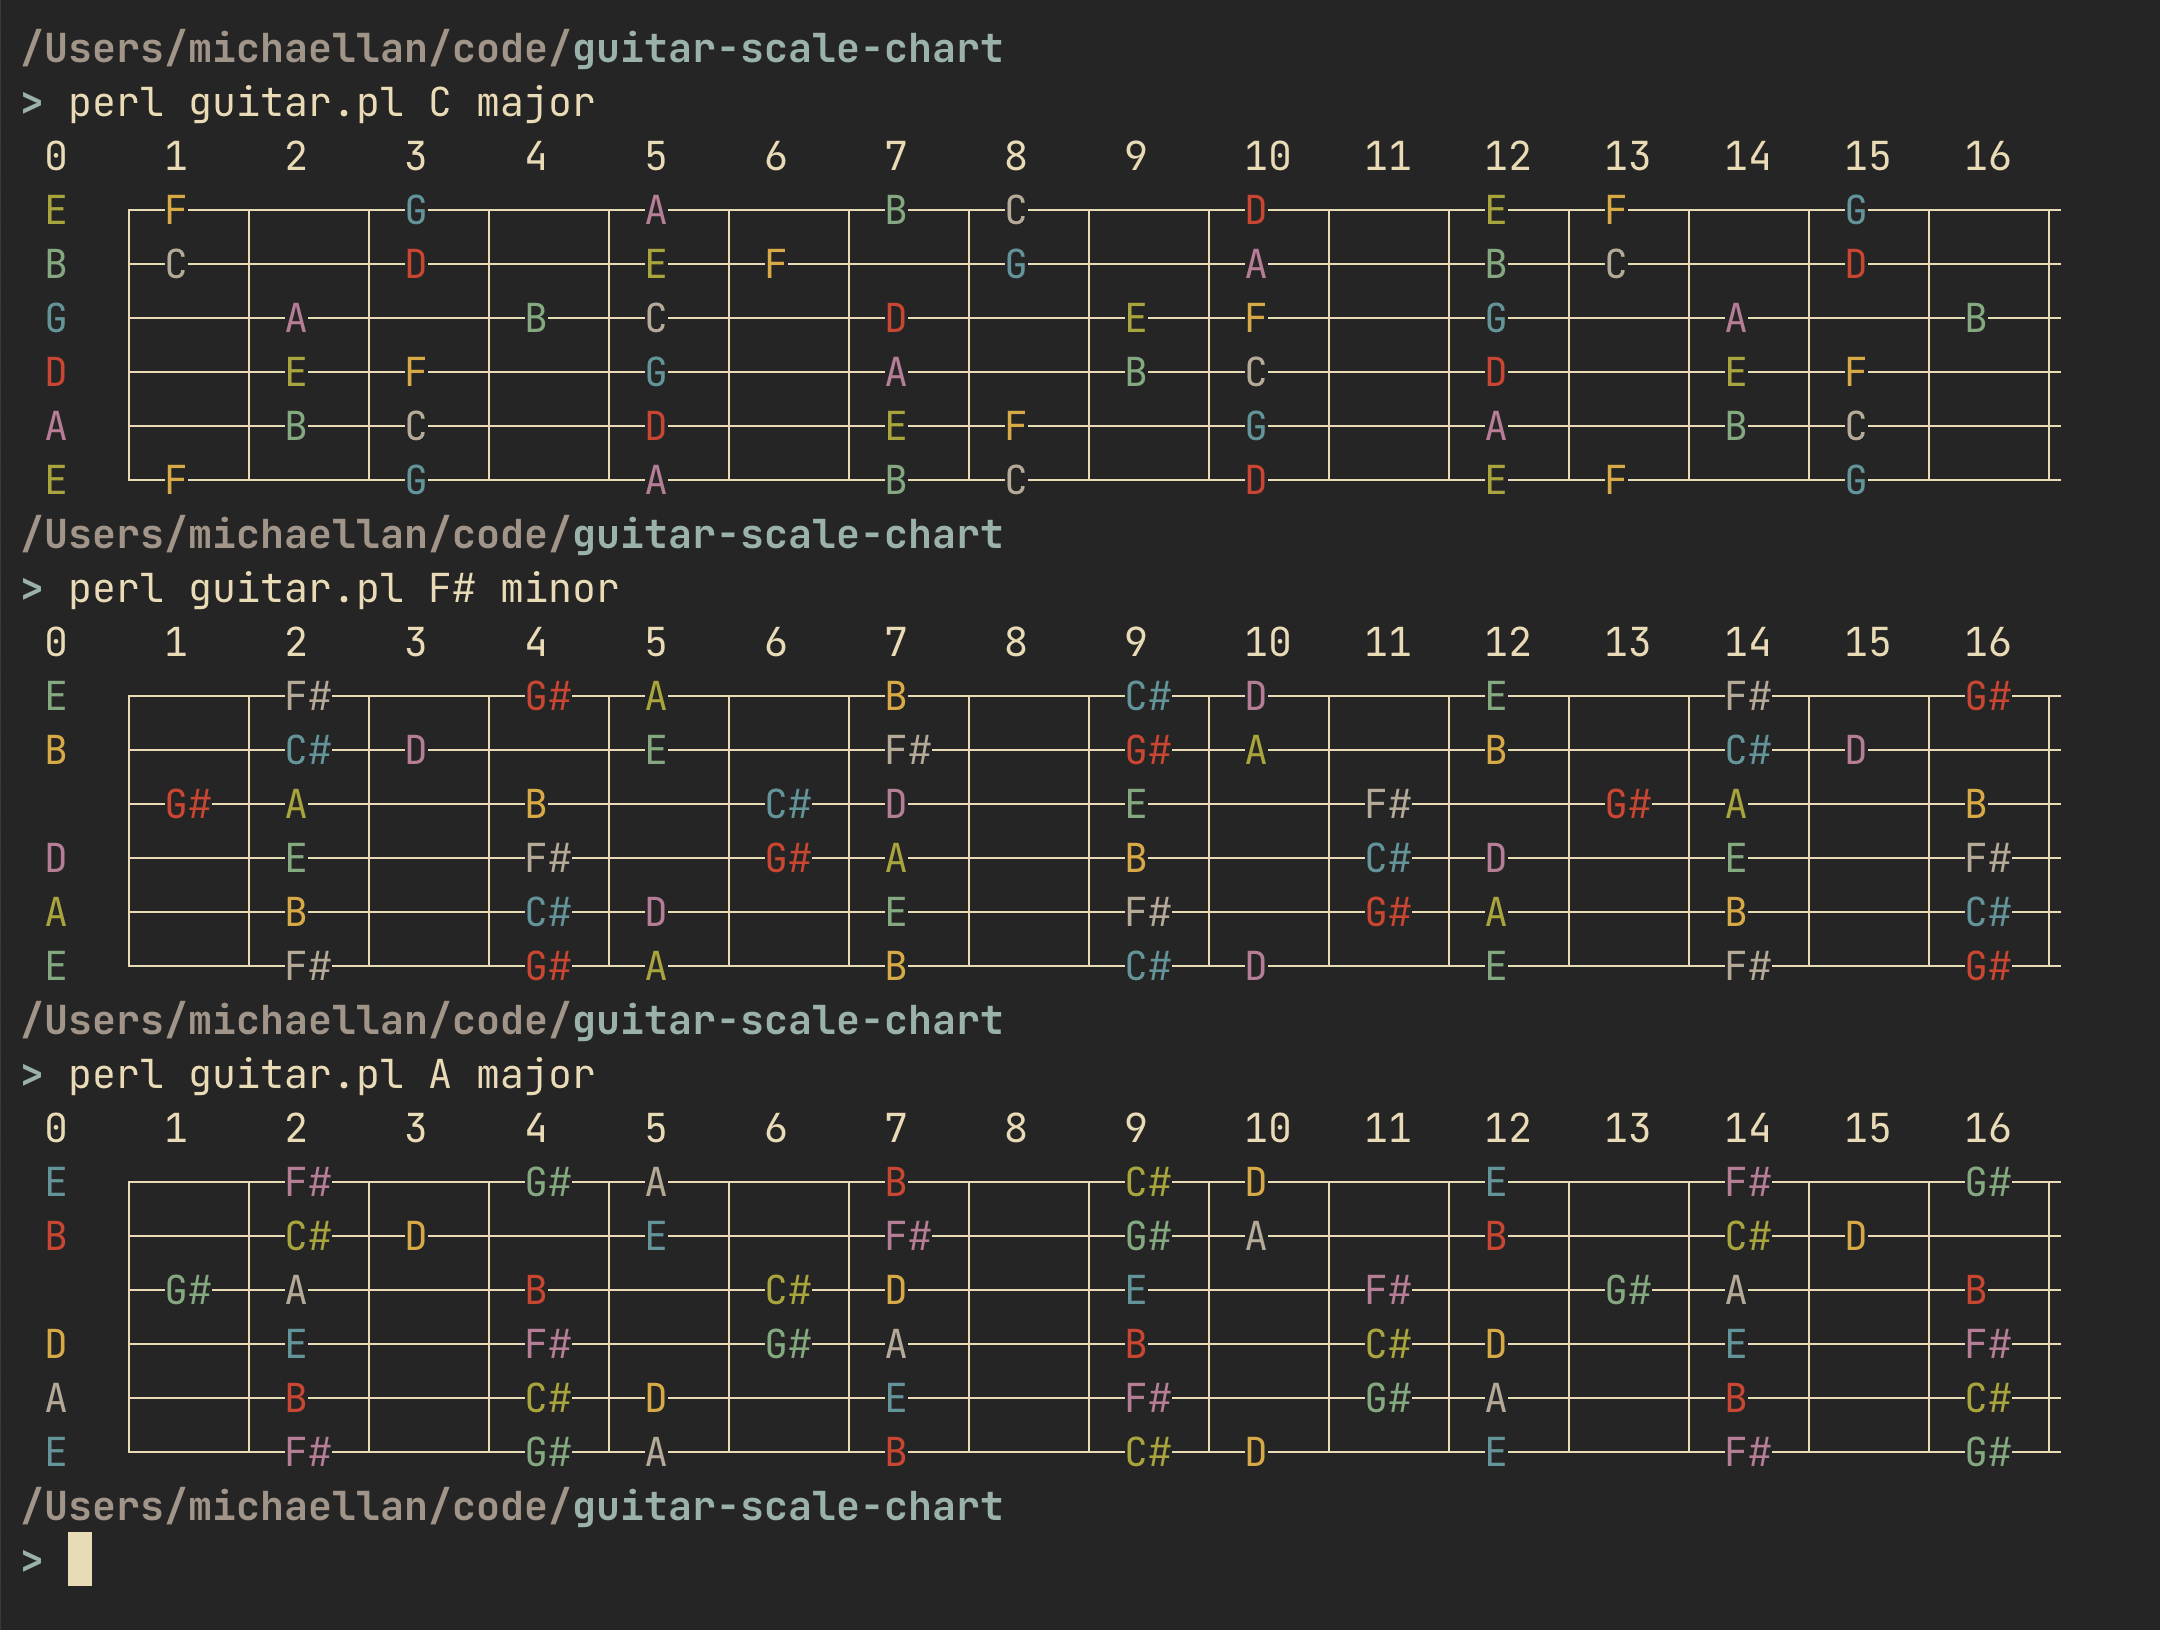 /Users/michaellan/code/guitar-scale-chart
> perl guitar.pl C major
0 1 2 3 4 5 6 7 8 9 10 11 12 13 14 15 16
E F G A B C D E F G
B C D E F G A B C D
G A B C D E F G A B
D E F G A B C D E F
A B C D E F G A B C
E F G A B C D E F G
/Users/michaellan/code/guitar-scale-chart
> perl guitar.pl F# minor
0 1 2 3 4 5 6 7 8 9 10 11 12 13 14 15 16
E F# G# A B C# D E F# G#
B C# D E F# G# A B C# D
G# A B C# D E F# G# A B
D E F# G# A B C# D E F#
A B C# D E F# G# A B C#
E F# G# A B C# D E F# G#
/Users/michaellan/code/guitar-scale-chart
> perl guitar.pl A major
0 1 2 3 4 5 6 7 8 9 10 11 12 13 14 15 16
E F# G# A B C# D E F# G#
B C# D E F# G# A B C# D
G# A B C# D E F# G# A B
D E F# G# A B C# D E F#
A B C# D E F# G# A B C#
E F# G# A B C# D E F# G#
/Users/michaellan/code/guitar-scale-chart
>